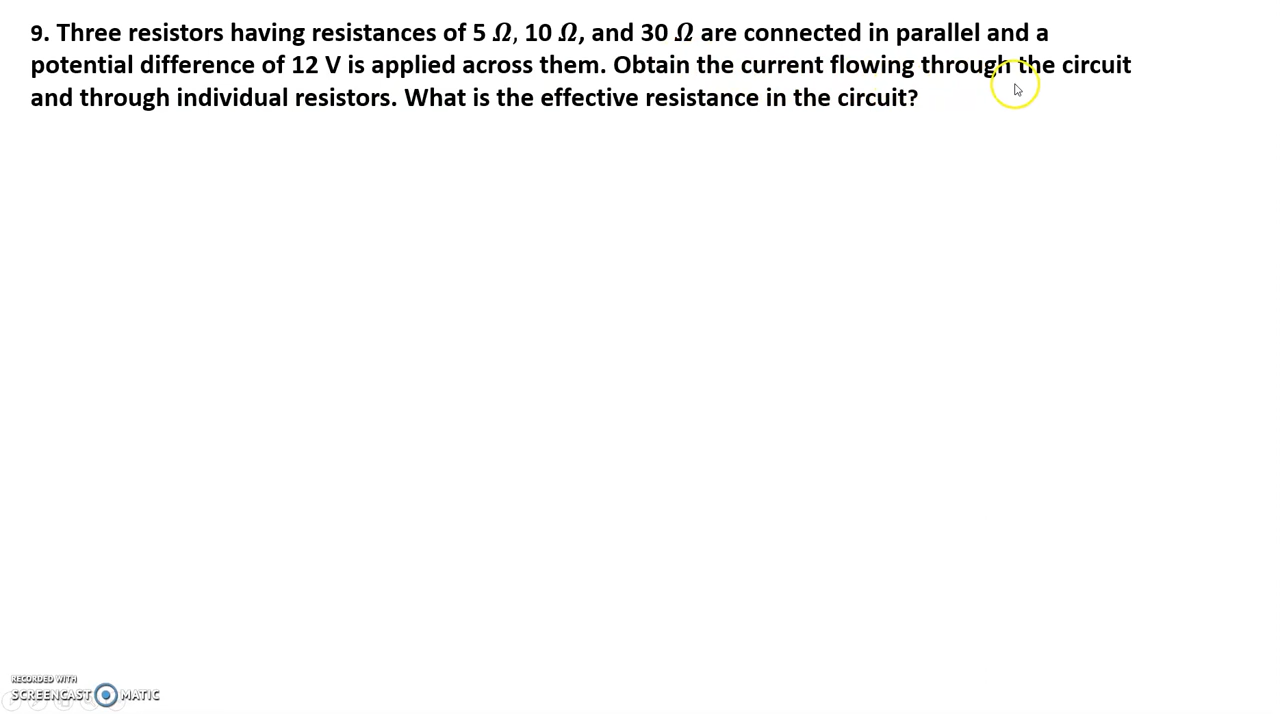 9. Three resistors having resistances of 5 Ω, 10 Ω, and 30 Ω are connected in parallel and a
potential difference of 12 V is applied across them. Obtain the current flowing through the circuit
and through individual resistors. What is the effective resistance in the circuit?
RECORDED WITH
SCREENCAST MATIC